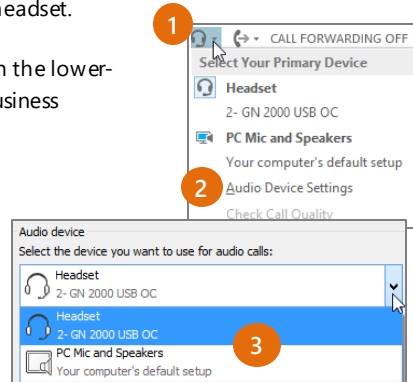 headset.
n the lower-
usiness
1
CALL FORWARDING OFF
Select Your Primary Device
Headset
2- GN 2000 USB OC
PC Mic and Speakers
Your computer's default setup
2
Audio Device Settings
Check Call Quality
Audio device
Select the device you want to use for audio calls:
Headset
2- GN 2000 USB OC
Headset
2- GN 2000 USB OC
3
PC Mic and Speakers
Your computer's default setup